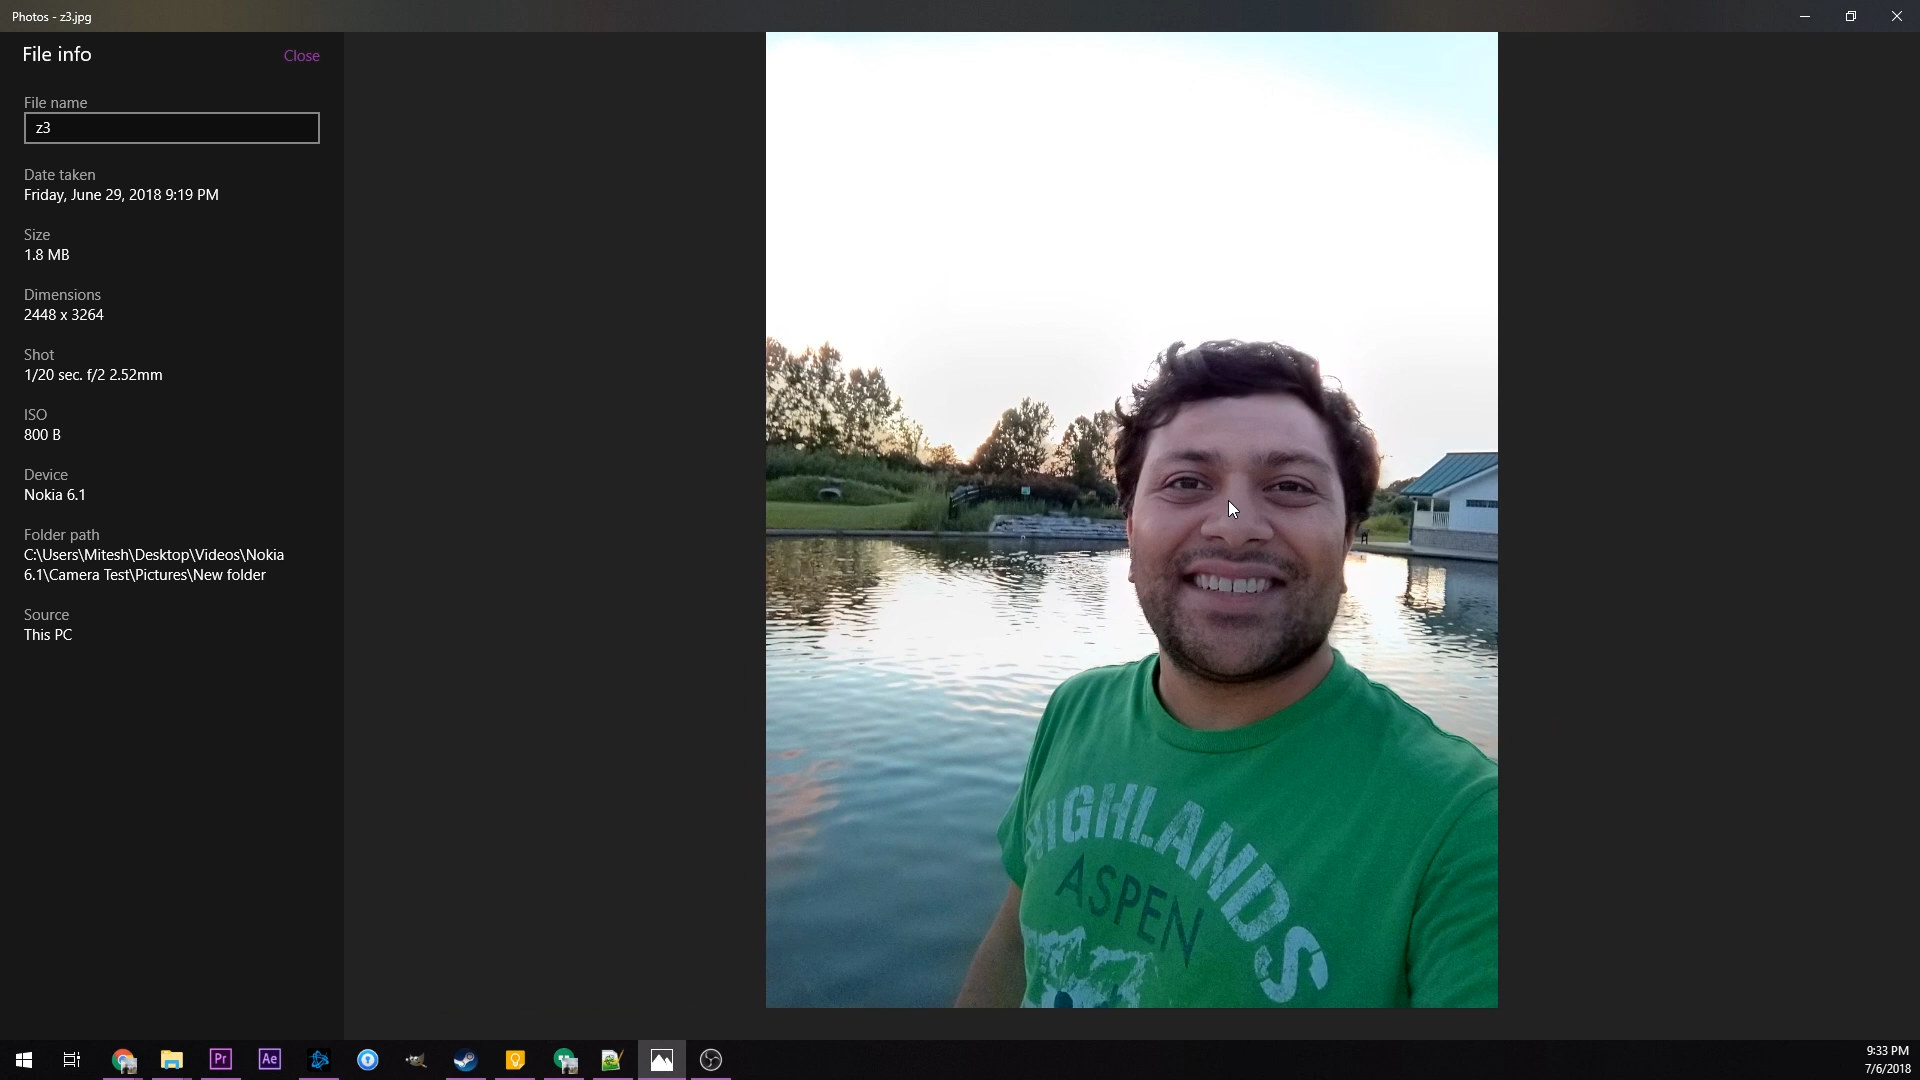 Photos - z3.jpg
File info
Close
File name
z3
Date taken
Friday, June 29, 2018 9:19 PM
Size
1.8 MB
Dimensions
2448 x 3264
Shot
1/20 sec. f/2 2.52mm
ISO
800 B
Device
Nokia 6.1
Folder path
C:\Users\Mitesh\Desktop\Videos\Nokia
6.1\Camera Test\Pictures\New folder
Source
This PC
HIGHLANDS
ASPEN
Pr
Ae
9:33 PM
7/6/2018